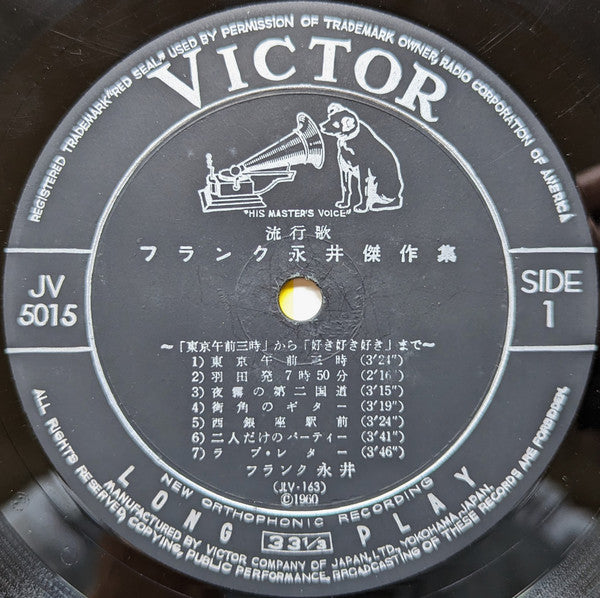 REGISTERED TRADEMARK "RED SEAL" USED BY PERMISSION OF TRADEMARK OWNER, RADIO CORPORATION OF AMERICA
VICTOR
"HIS MASTER'S VOICE"
流行歌
フランク永井傑作集
JV
5015
SIDE
1
~「東京午前三時」から「好き好き好き」まで~
1) 東京午前三時 (3'24")
2) 羽田発7時50分 (2'16")
3) 夜霧の第二国道 (3'15")
4) 街角のギター (3'19")
5) 西銀座駅前 (3'24")
6) 二人だけのパーティー (3'41")
7) ラブ・レター (3'46")
フランク永井
(JLV-163)
Ⓒ1960
NEW ORTHOPHONIC RECORDING
LONG PLAY
33 1/3
MANUFACTURED BY VICTOR COMPANY OF JAPAN, LTD., YOKOHAMA, JAPAN.
ALL RIGHTS RESERVED, COPYING, PUBLIC PERFORMANCE, BROADCASTING OF THESE RECORDS ARE FORBIDDEN.